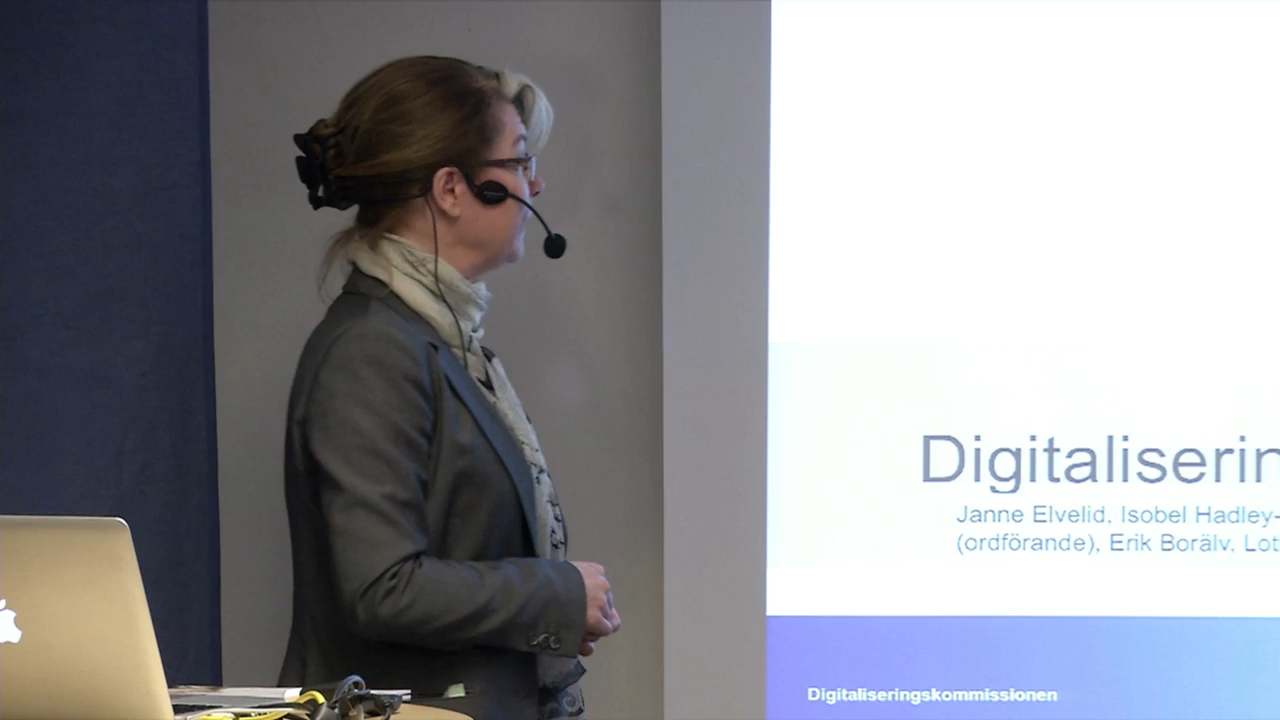 Digitaliserin
Janne Elvelid, Isobel Hadley-
(ordförande), Erik Borälv, Lot
Digitaliseringskommissionen